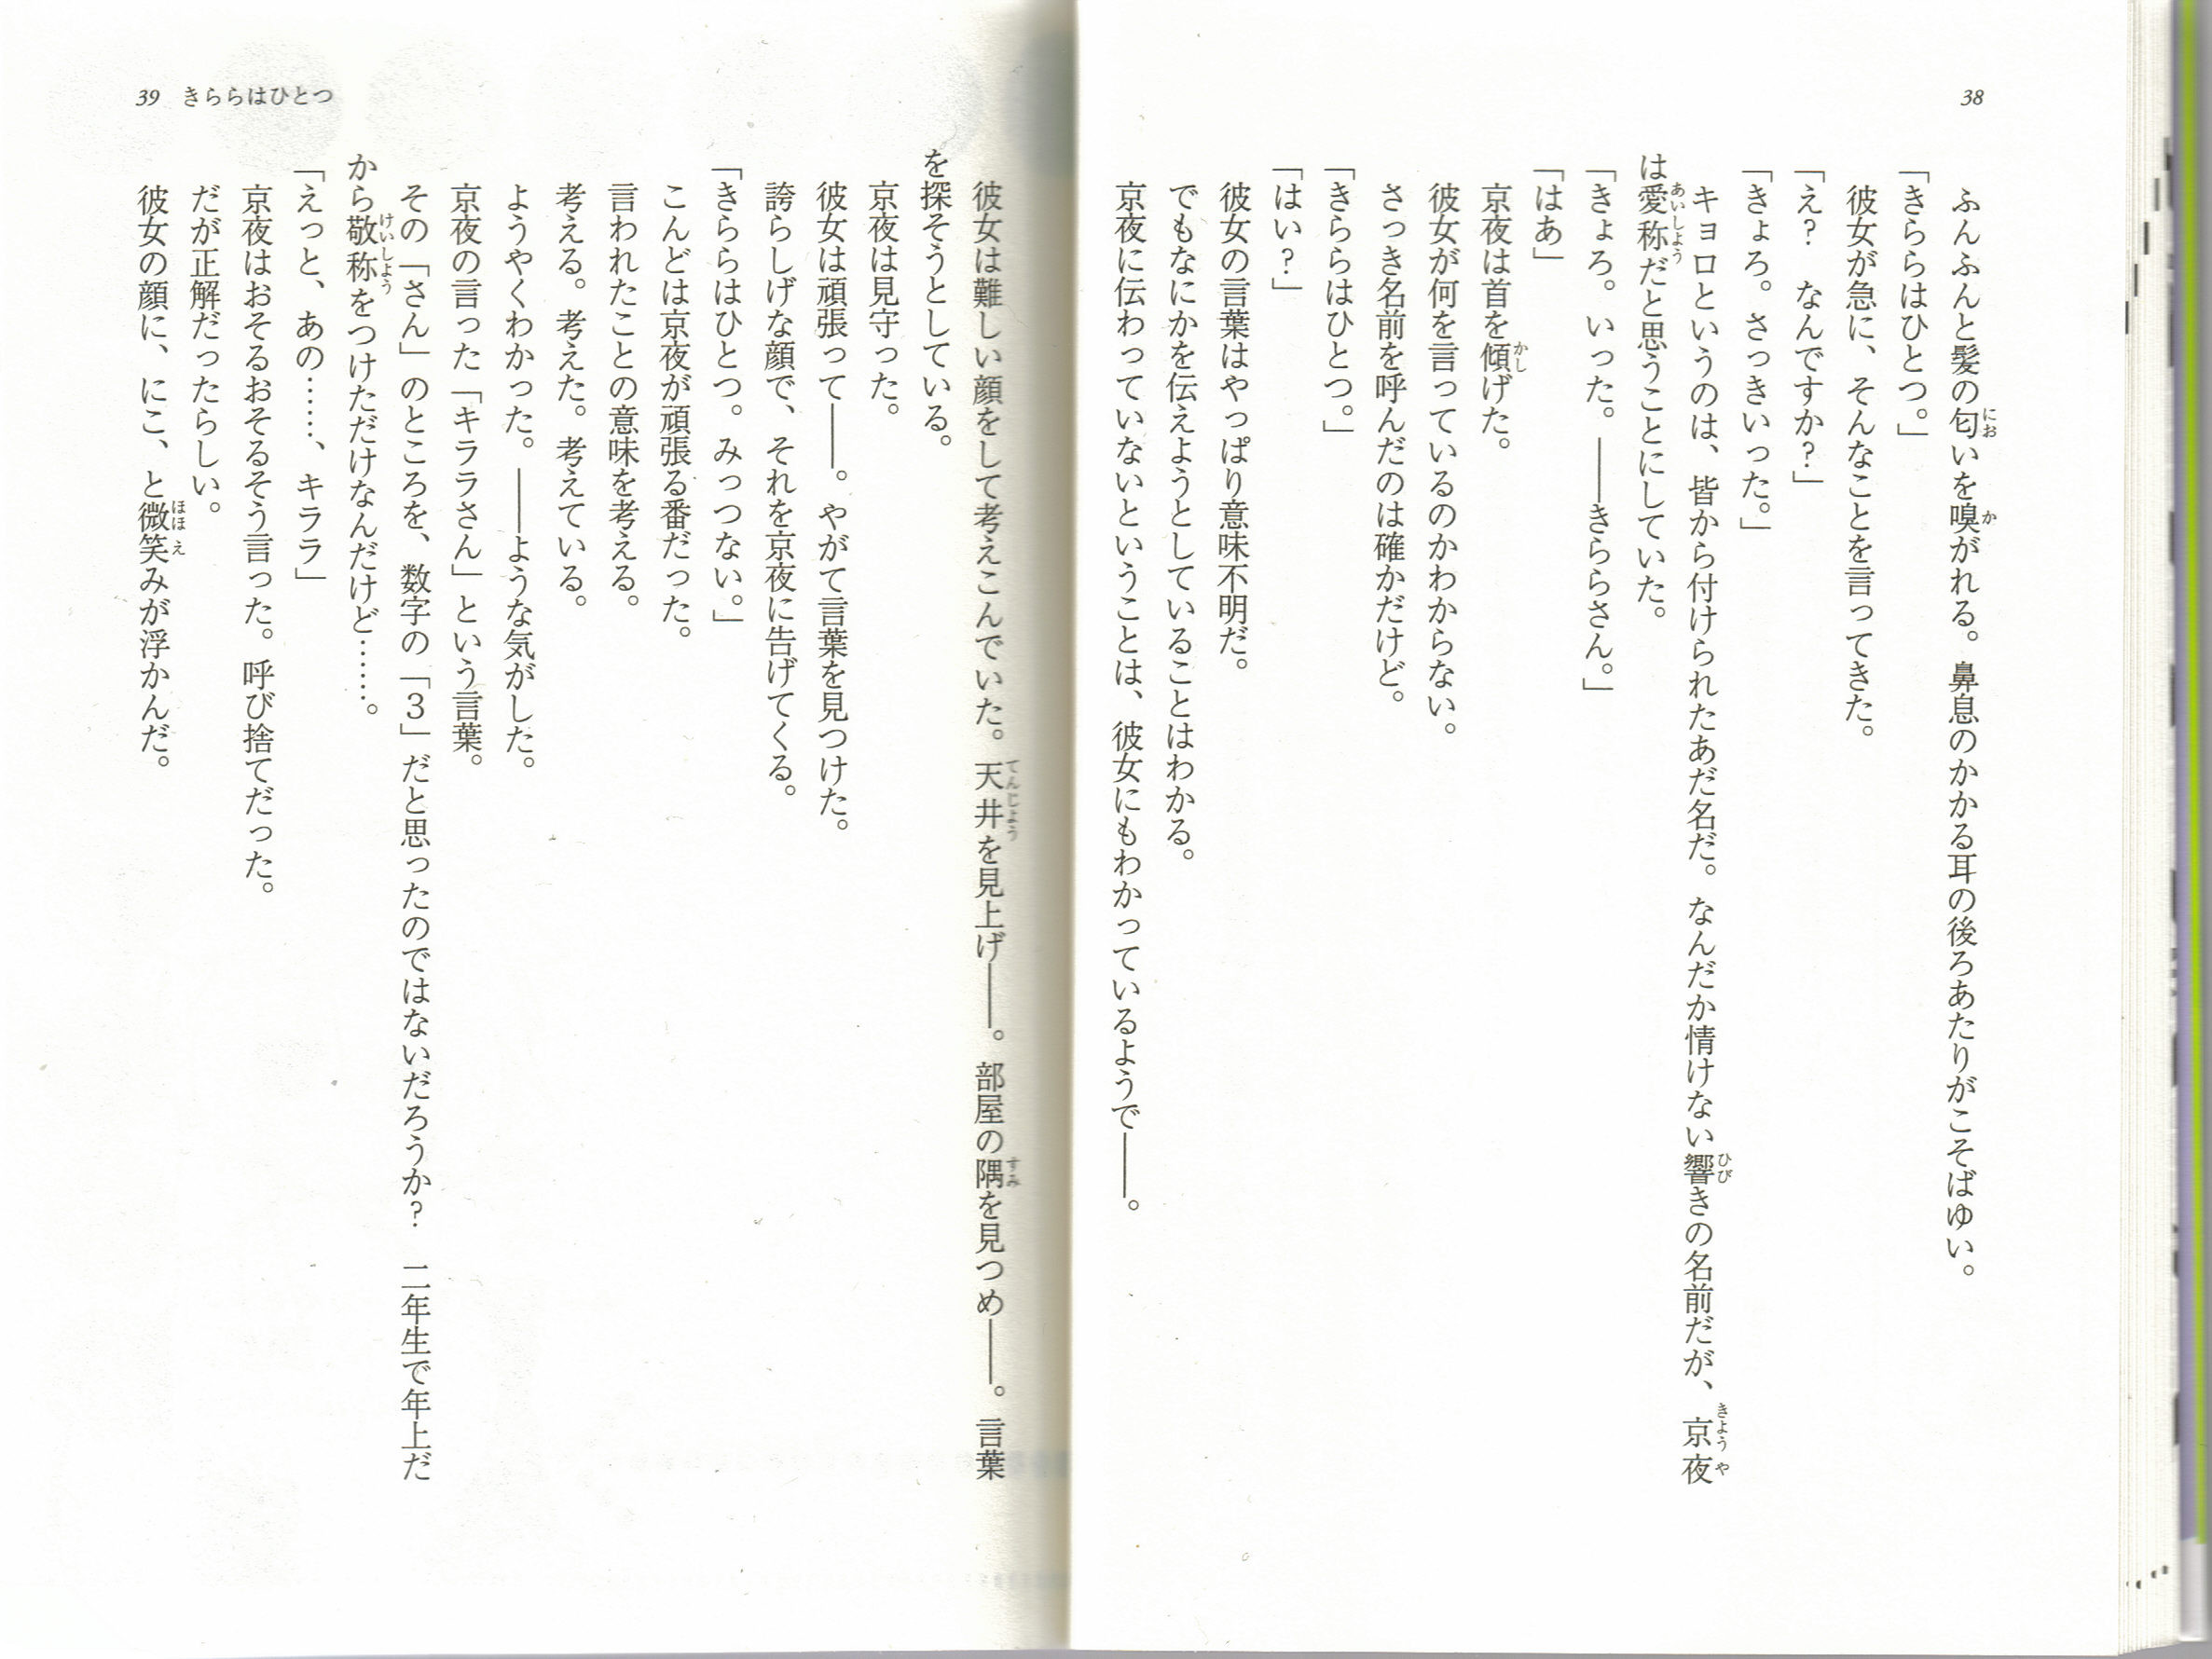 38
ふんふんと髪の匂いを嗅がれる。鼻息のかかる耳の後ろあたりがこそばゆい。
「きららはひとつ。」
彼女が急に、そんなことを言ってきた。
「え？　なんですか？」
「きょろ。さっきいった。」
キョロというのは、皆から付けられたあだ名だ。なんだか情けない響きの名前だが、京夜
は愛称だと思うことにしていた。
「きょろ。いった。――きららさん。」
「はあ」
京夜は首を傾げた。
彼女が何を言っているのかわからない。
さっき名前を呼んだのは確かだけど。
「きららはひとつ。」
「はい？」
彼女の言葉はやっぱり意味不明だ。
でもなにかを伝えようとしていることはわかる。
京夜に伝わっていないということは、彼女にもわかっているようで――。
39 きららはひとつ
彼女は難しい顔をして考えこんでいた。天井を見上げ――。部屋の隅を見つめ――。言葉
を探そうとしている。
京夜は見守った。
彼女は頑張って――。やがて言葉を見つけた。
誇らしげな顔で、それを京夜に告げてくる。
「きららはひとつ。みっつない。」
こんどは京夜が頑張る番だった。
言われたことの意味を考える。
考える。考えた。考えている。
ようやくわかった。――ような気がした。
京夜の言った「キララさん」という言葉。
その「さん」のところを、数字の「３」だと思ったのではないだろうか？　二年生で年上だ
から敬称をつけただけなんだけど……。
「えっと、あの……、キララ」
京夜はおそるおそるそう言った。呼び捨てだった。
だが正解だったらしい。
彼女の顔に、にこ、と微笑みが浮かんだ。